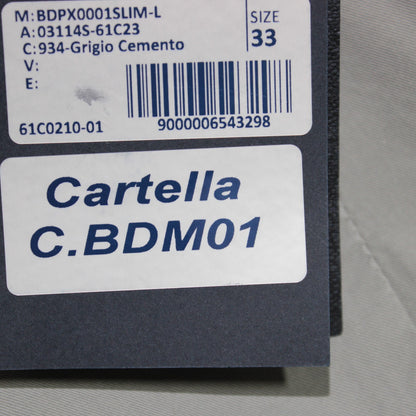 M:BDPX0001SLIM-L
A:03114S-61C23
C:934-Grigio Cemento
V:
E:
SIZE
33
61C0210-01
9000006543298
Cartella
C.BDM01